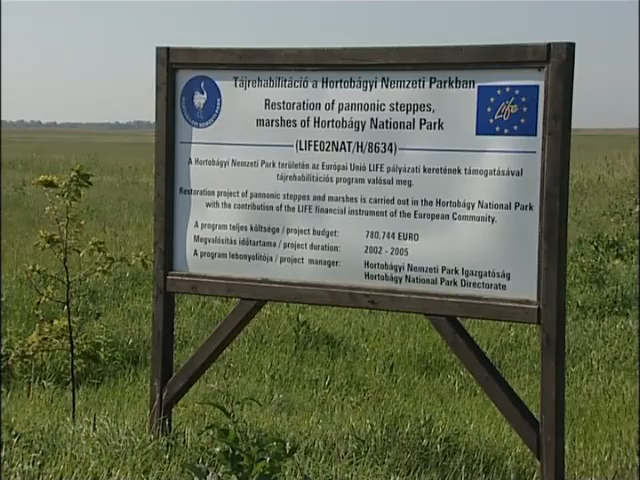 Tájrehabilitáció a Hortobágyi Nemzeti Parkban
Restoration of pannonic steppes,
marshes of Hortobágy National Park
(LIFE02NAT/H/8634)
A Hortobágyi Nemzeti Park területén az Európai Unió LIFE pályázati keretének támogatásával
tájrehabilitációs program valósul meg.
Restoration project of pannonic steppes and marshes is carried out in the Hortobágy National Park
with the contribution of the LIFE financial instrument of the European Community.
A program teljes költsége / project budget: 780,744 EURO
Megvalósítás időtartama / project duration: 2002 - 2005
A program lebonyolítója / project manager: Hortobágyi Nemzeti Park Igazgatóság
Hortobágy National Park Directorate
Life